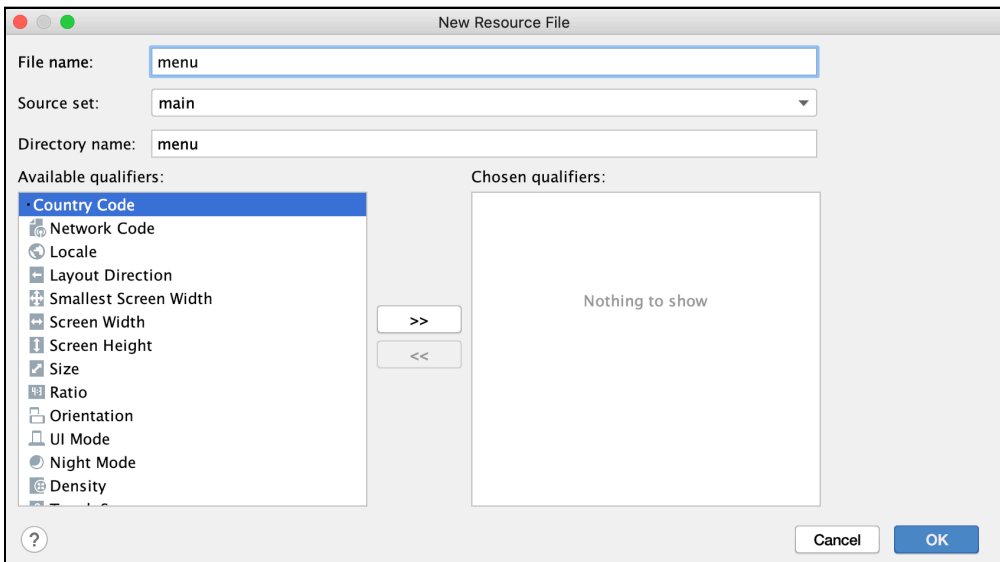 New Resource File
File name: menu
Source set: main
Directory name: menu
Available qualifiers: Chosen qualifiers:
Country Code
Network Code
Locale
Layout Direction
Smallest Screen Width
Nothing to show
Screen Width
>>
Screen Height
<<
Size
Ratio
Orientation
UI Mode
Night Mode
Density
? Cancel OK